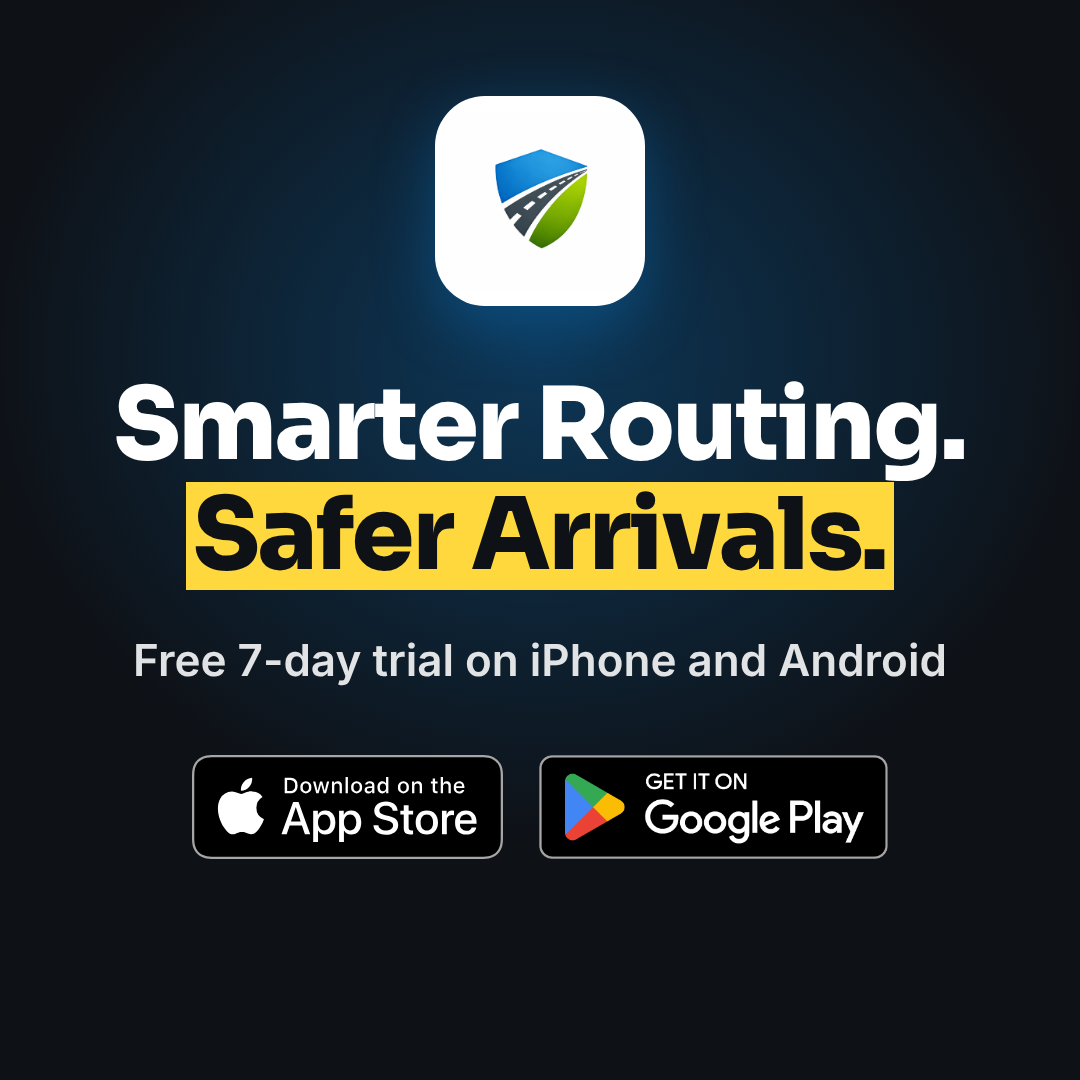 Smarter Routing.
Safer Arrivals.
Free 7-day trial on iPhone and Android
Download on the
App Store
GET IT ON
Google Play